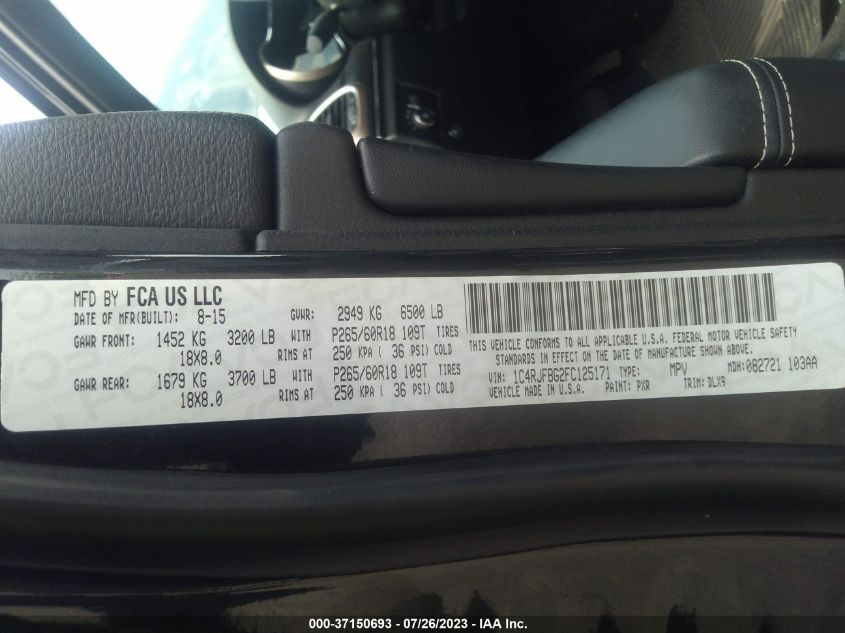 MFD BY FCA US LLC
DATE OF MFR(BUILT): 8-15 GVWR: 2949 KG 6500 LB
GAWR FRONT: 1452 KG 3200 LB WITH P265/60R18 109T TIRES
18X8.0 RIMS AT 250 KPA ( 36 PSI) COLD
GAWR REAR: 1679 KG 3700 LB WITH P265/60R18 109T TIRES
18X8.0 RIMS AT 250 KPA ( 36 PSI) COLD
THIS VEHICLE CONFORMS TO ALL APPLICABLE U.S.A. FEDERAL MOTOR VEHICLE SAFETY
STANDARDS IN EFFECT ON THE DATE OF MANUFACTURE SHOWN ABOVE.
VIN: 1C4RJFBG2FC125171 TYPE: MPV MDH: 082721 103AA
VEHICLE MADE IN U.S.A. PAINT: PXR TRIM: DLX9
000-37150693 / 07/26/2023 - IAA Inc.